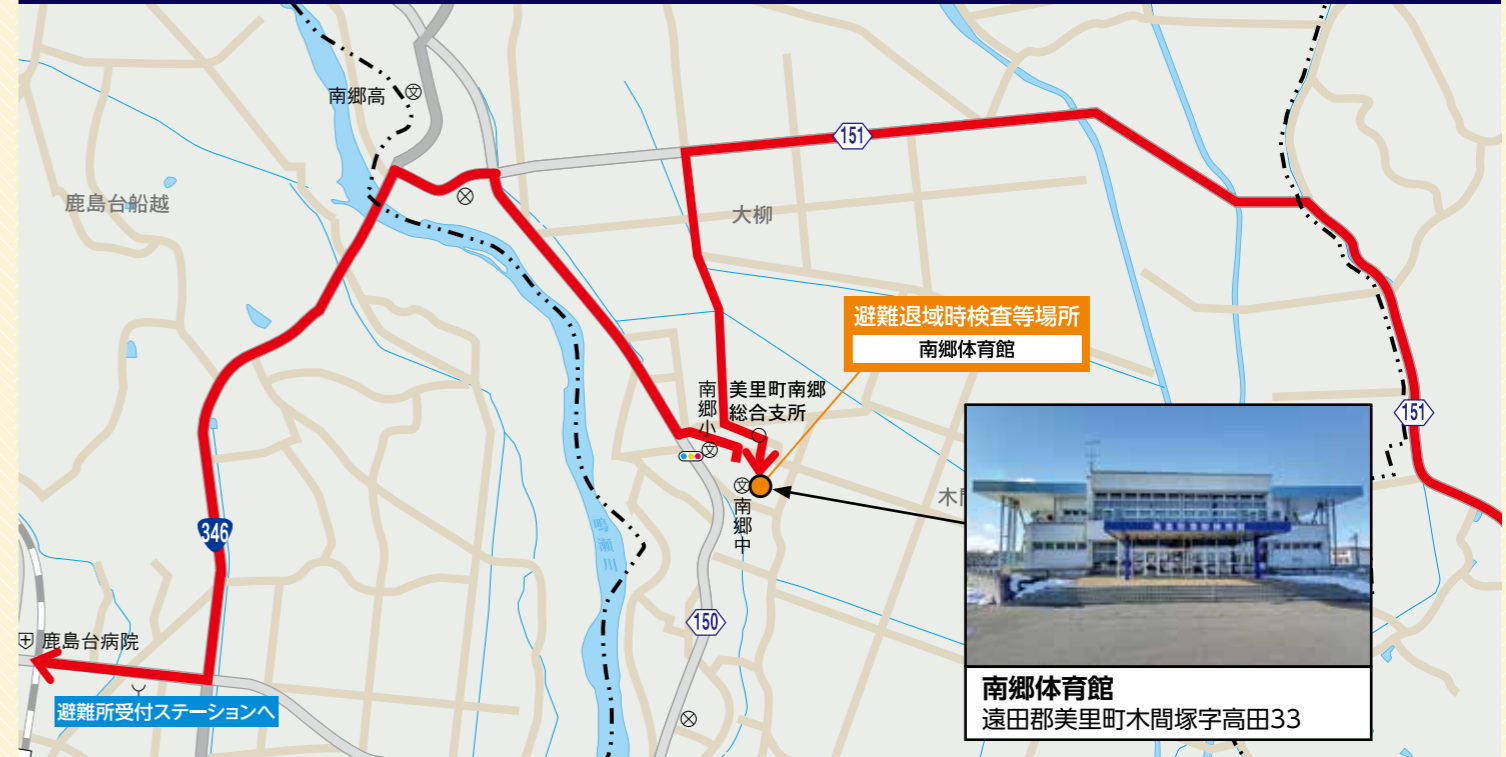 南郷高
151
鹿島台船越
大柳
避難退域時検査等場所
南郷体育館
南郷小
美里町南郷
総合支所
151
南郷中
346
鳴瀬川
150
鹿島台病院
避難所受付ステーションへ
南郷体育館
遠田郡美里町木間塚字高田33